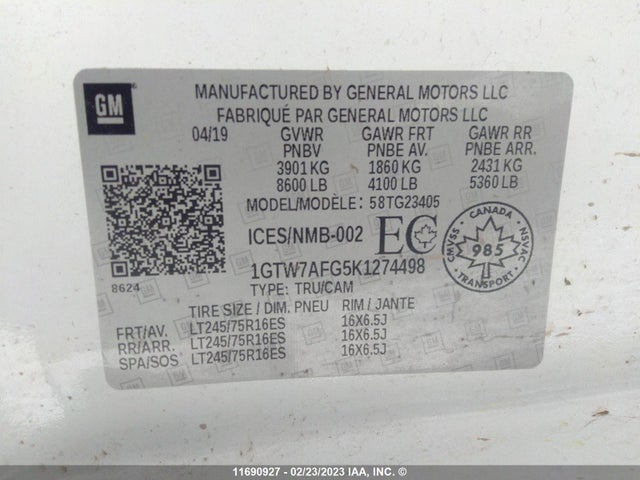 GM
MANUFACTURED BY GENERAL MOTORS LLC
FABRIQUÉ PAR GENERAL MOTORS LLC
04/19 GVWR GAWR FRT GAWR RR
PNBV PNBE AV. PNBE ARR.
3901 KG 1860 KG 2431 KG
8600 LB 4100 LB 5360 LB
MODEL/MODÈLE: 58TG23405
ICES/NMB-002 EC
CANADA
CMVSS 985 NSVAC
1GTW7AFG5K1274498
8624
TYPE: TRU/CAM
TIRE SIZE / DIM. PNEU RIM / JANTE
FRT/AV. LT245/75R16ES 16X6.5J
RR/ARR. LT245/75R16ES 16X6.5J
SPA/SOS LT245/75R16ES 16X6.5J
11690927 - 02/23/2023 IAA, INC. ©